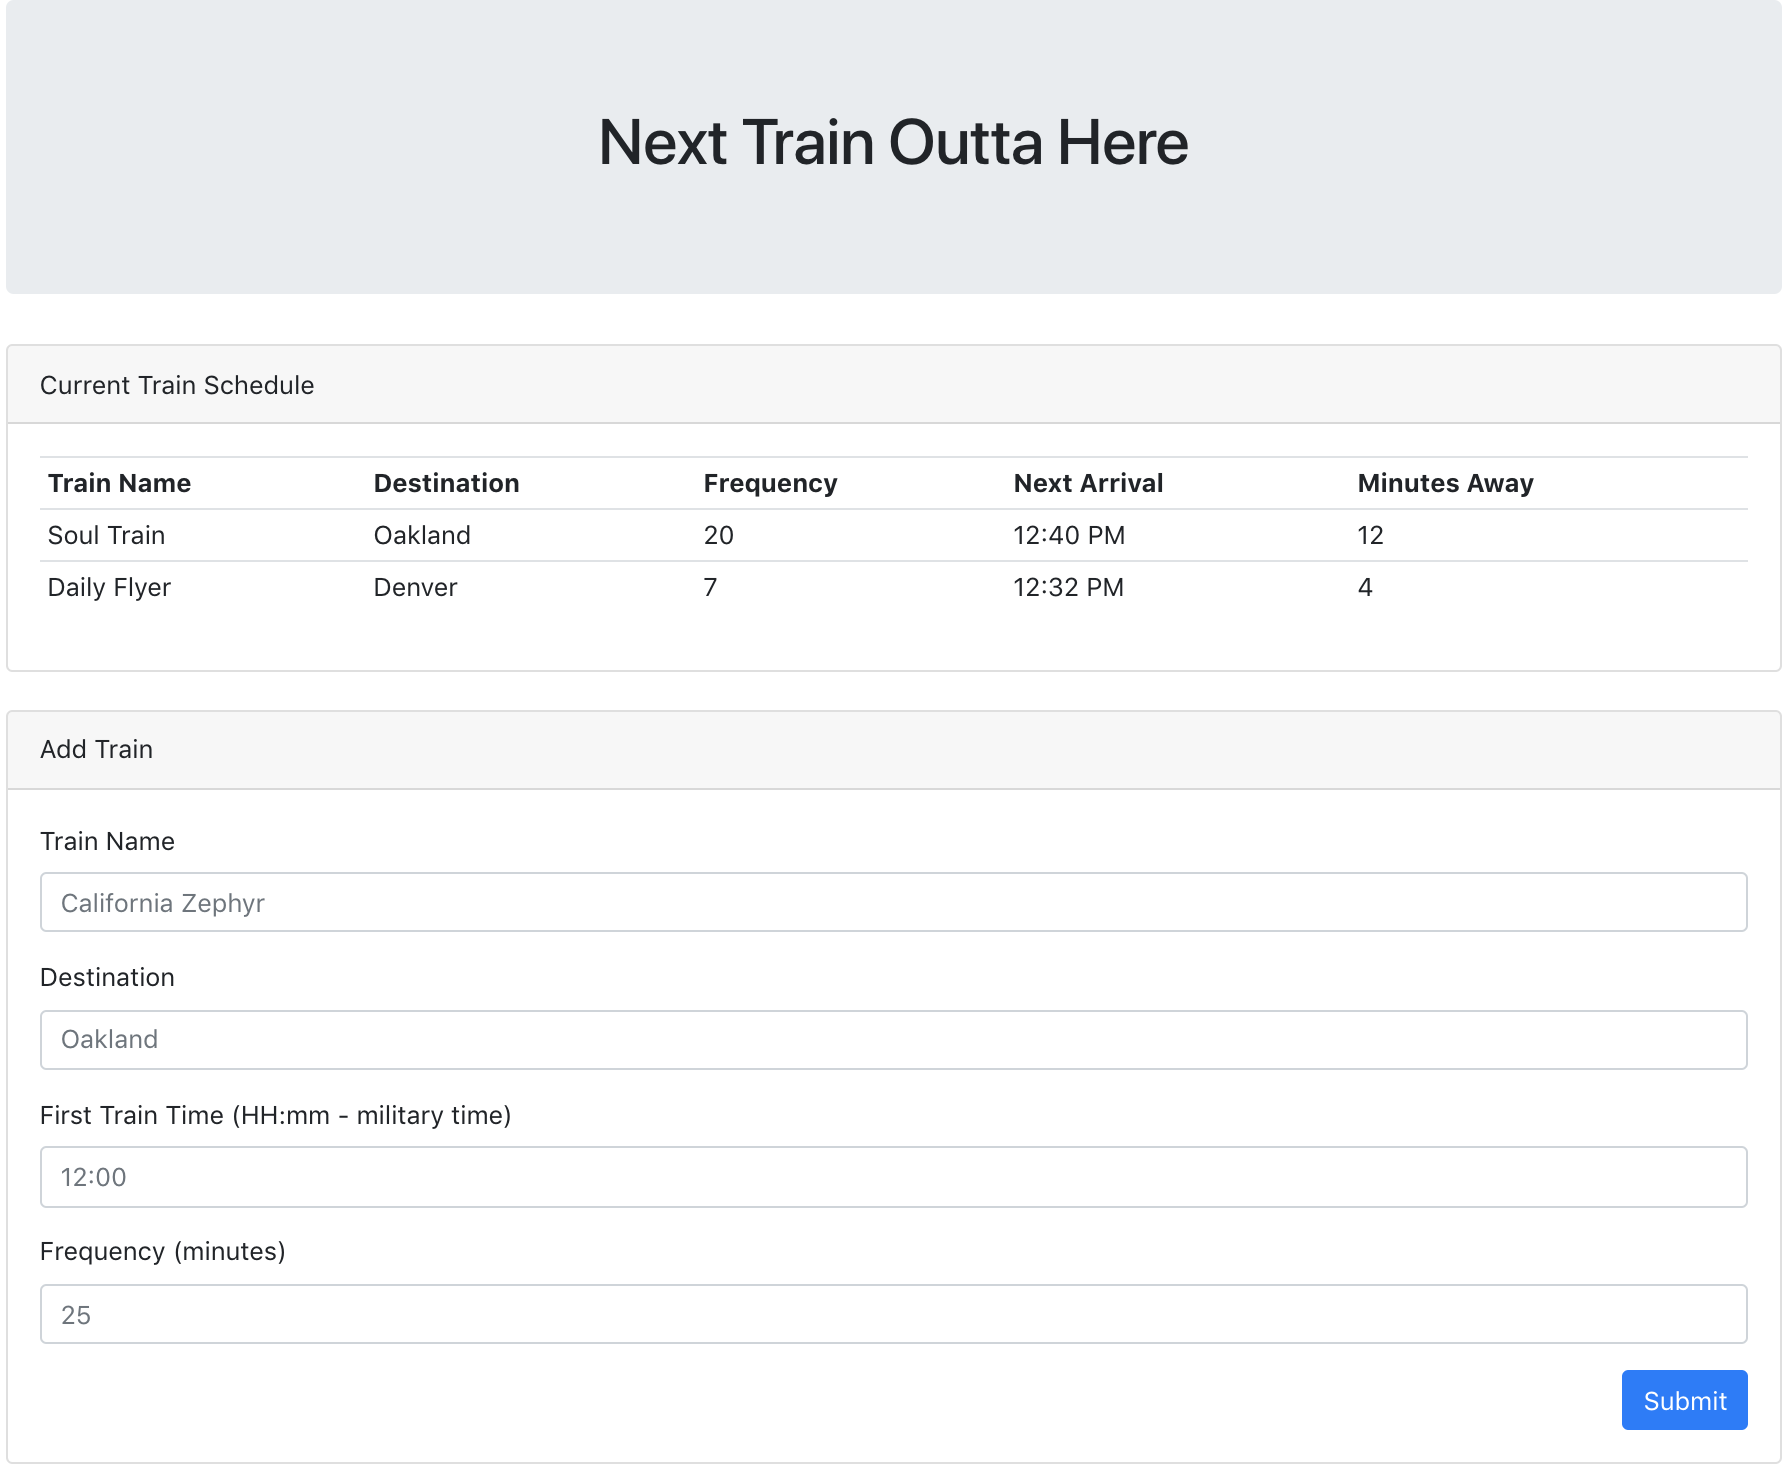 Next Train Outta Here
Current Train Schedule
Train Name Destination Frequency Next Arrival Minutes Away
Soul Train Oakland 20 12:40 PM 12
Daily Flyer Denver 7 12:32 PM 4
Add Train
Train Name
California Zephyr
Destination
Oakland
First Train Time (HH:mm - military time)
12:00
Frequency (minutes)
25
Submit